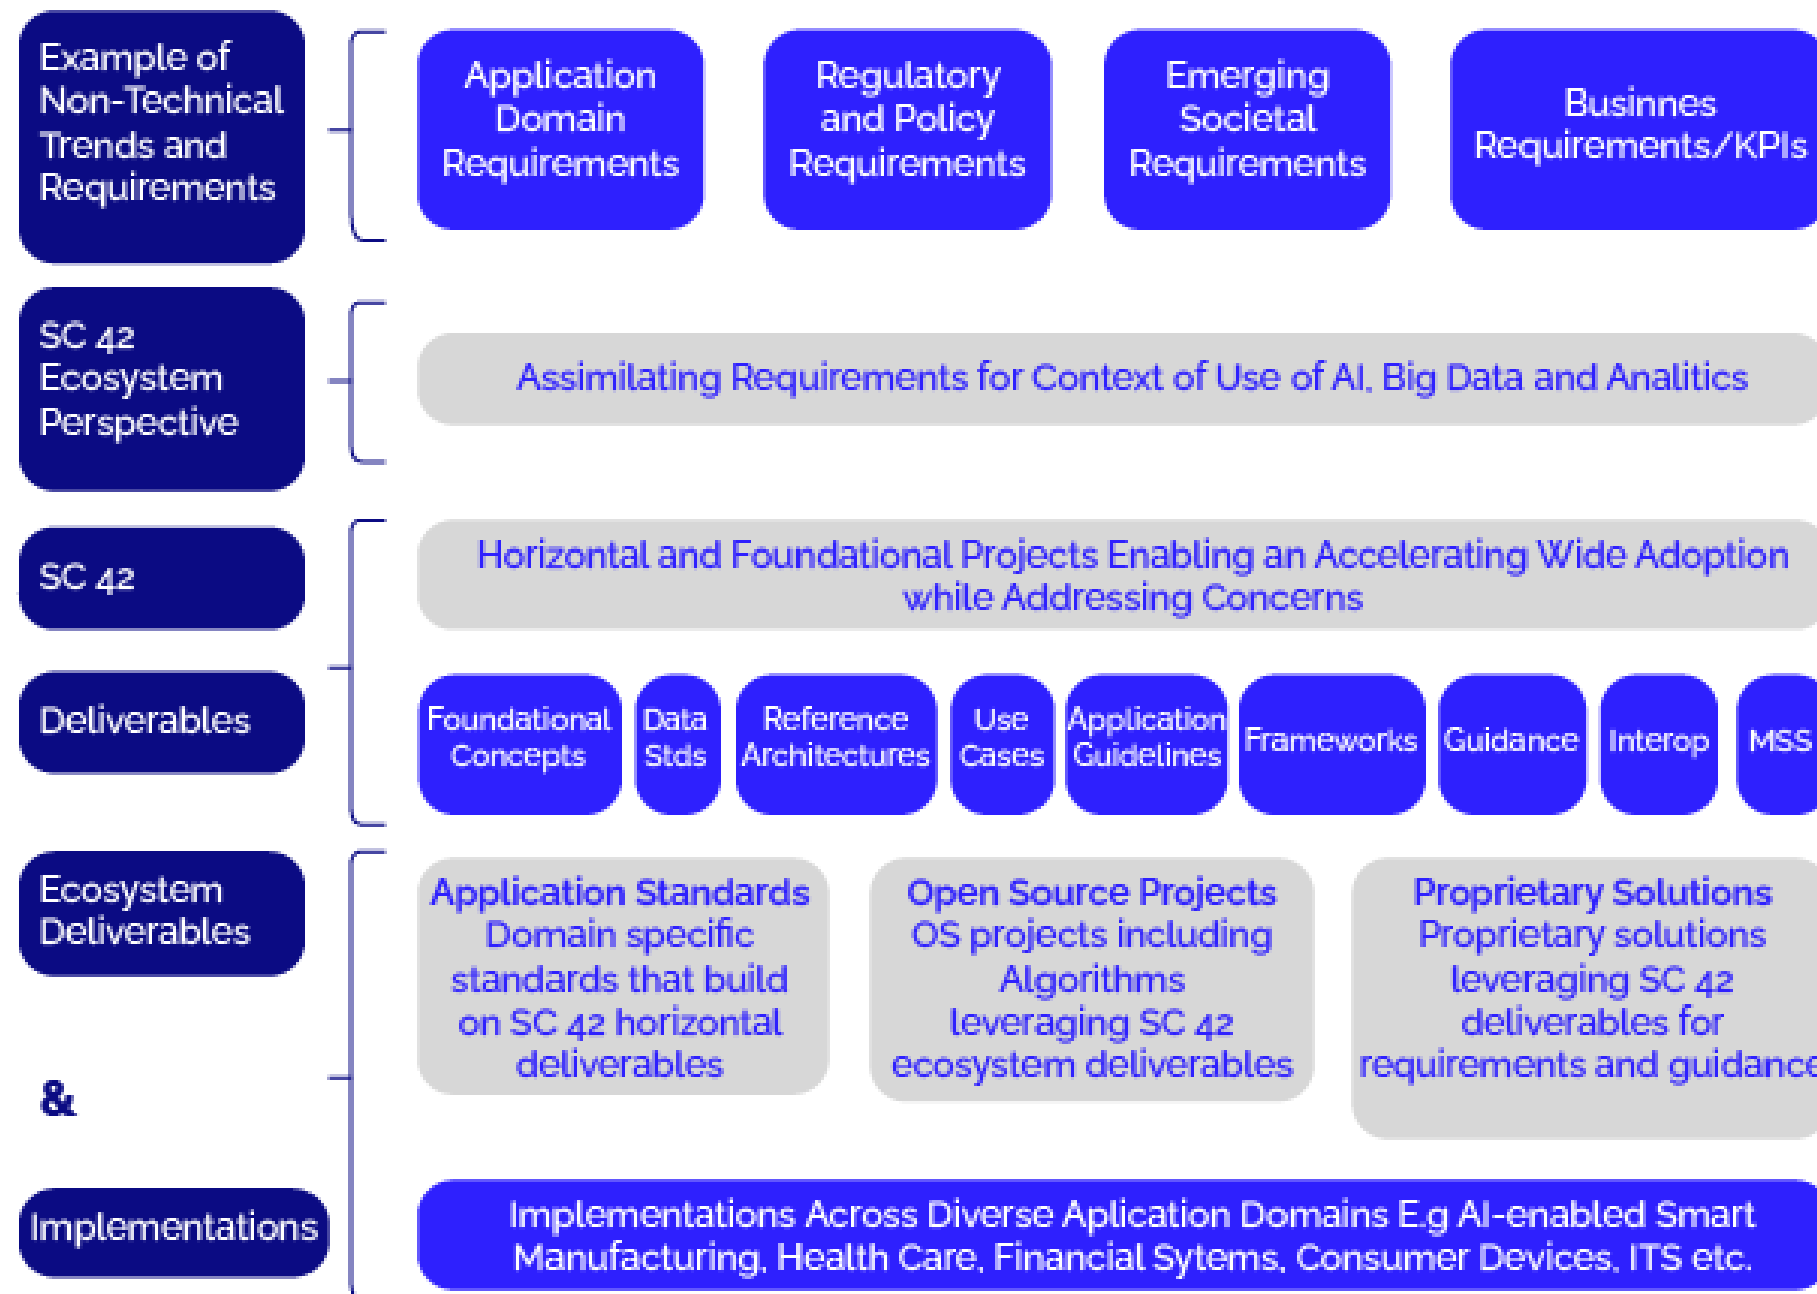 Example of
Non-Technical
Trends and
Requirements
Application
Domain
Requirements
Regulatory
and Policy
Requirements
Emerging
Societal
Requirements
Businnes
Requirements/KPIs
SC 42
Ecosystem
Perspective
Assimilating Requirements for Context of Use of AI, Big Data and Analitics
SC 42
Horizontal and Foundational Projects Enabling an Accelerating Wide Adoption
while Addressing Concerns
Deliverables
Foundational
Concepts
Data
Stds
Reference
Architectures
Use
Cases
Application
Guidelines
Frameworks
Guidance
Interop
MSS
Ecosystem
Deliverables
Application Standards
Domain specific
standards that build
on SC 42 horizontal
deliverables
Open Source Projects
OS projects including
Algorithms
leveraging SC 42
ecosystem deliverables
Proprietary Solutions
Proprietary solutions
leveraging SC 42
deliverables for
requirements and guidance
&
Implementations
Implementations Across Diverse Aplication Domains E.g AI-enabled Smart
Manufacturing, Health Care, Financial Sytems, Consumer Devices, ITS etc.